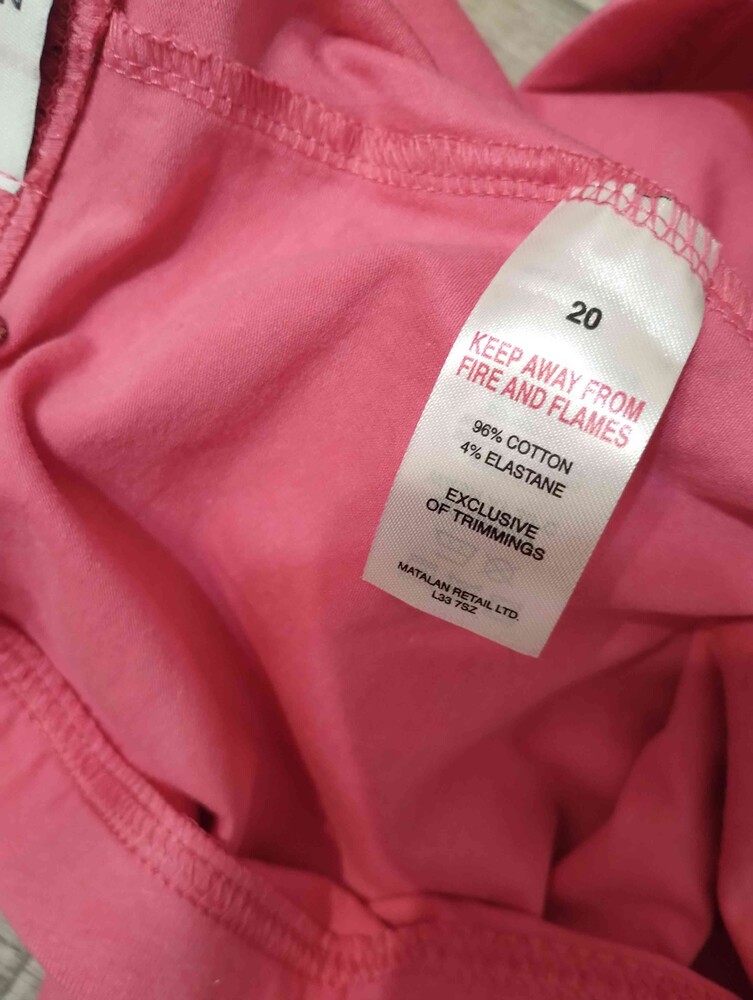 20
KEEP AWAY FROM
FIRE AND FLAMES
96% COTTON
4% ELASTANE
EXCLUSIVE
OF TRIMMINGS
MATALAN RETAIL LTD.
L33 7SZ